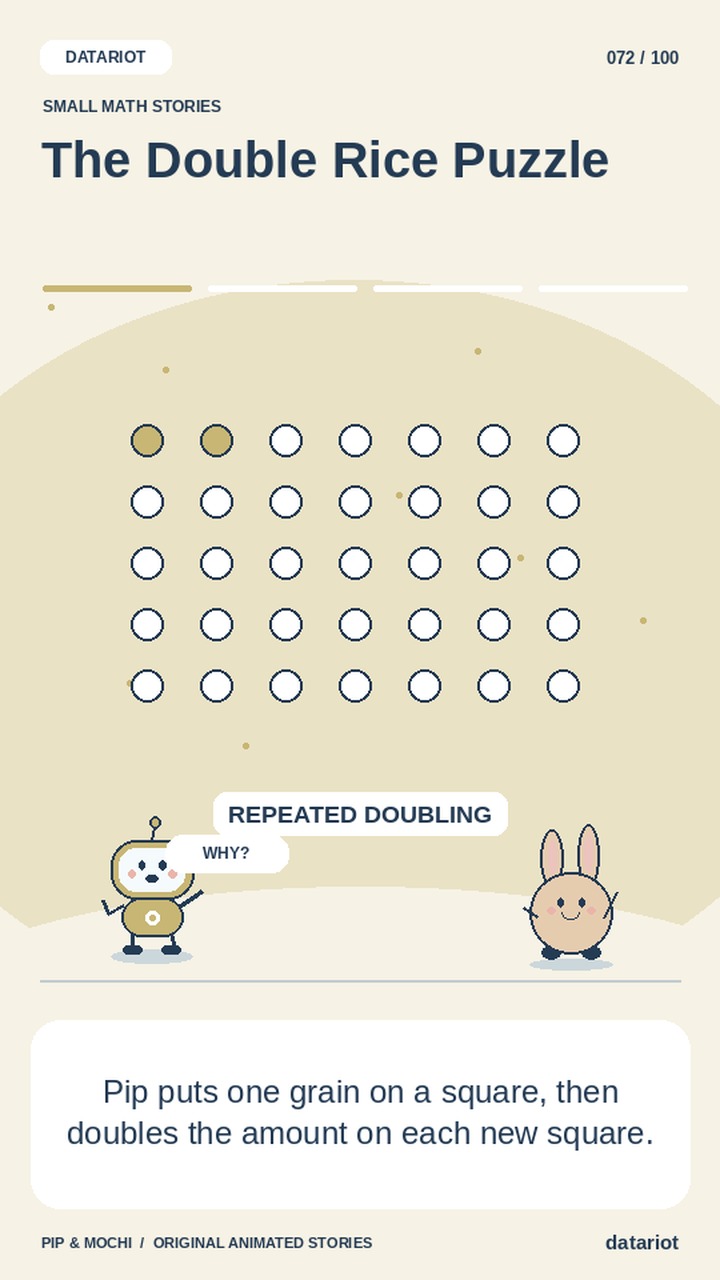 DATARIOT
072 / 100
SMALL MATH STORIES
The Double Rice Puzzle
REPEATED DOUBLING
WHY?
Pip puts one grain on a square, then
doubles the amount on each new square.
PIP & MOCHI / ORIGINAL ANIMATED STORIES
datariot